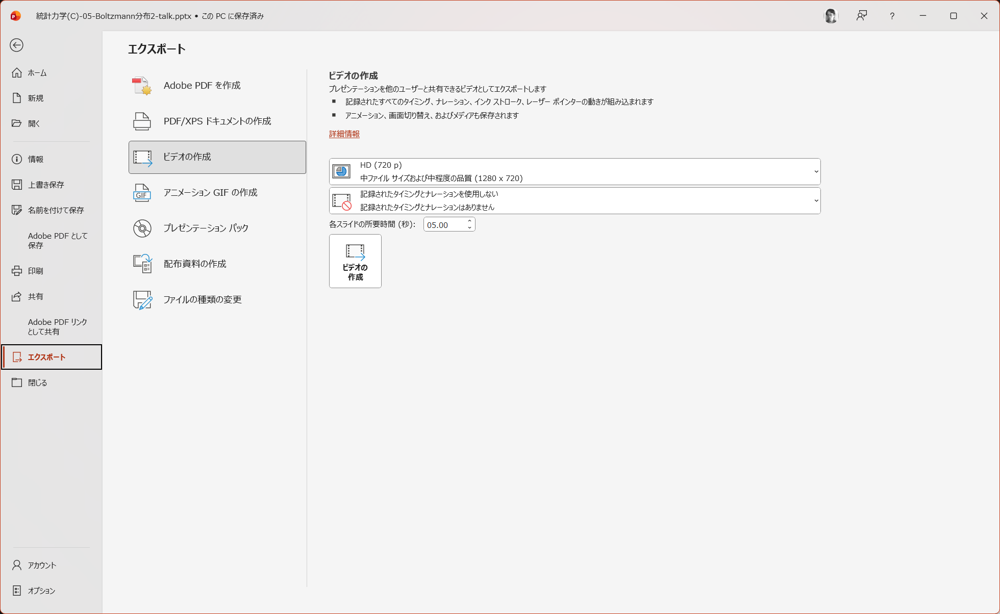 統計力学(C)-05-Boltzmann分布2-talk.pptx • この PC に保存済み
?
ホーム
新規
開く
情報
上書き保存
名前を付けて保存
Adobe PDF として
保存
印刷
共有
Adobe PDF リンク
として共有
エクスポート
閉じる
アカウント
オプション
エクスポート
Adobe PDF を作成
PDF/XPS ドキュメントの作成
ビデオの作成
GIF
アニメーション GIF の作成
プレゼンテーション パック
配布資料の作成
ファイルの種類の変更
ビデオの作成
プレゼンテーションを他のユーザーと共有できるビデオとしてエクスポートします
■ 記録されたすべてのタイミング、ナレーション、インク ストローク、レーザー ポインターの動きが組み込まれます
■ アニメーション、画面切り替え、およびメディアも保存されます
詳細情報
HD (720 p)
中ファイル サイズおよび中程度の品質 (1280 x 720)
記録されたタイミングとナレーションを使用しない
記録されたタイミングとナレーションはありません
各スライドの所要時間 (秒): 05.00
ビデオの
作成